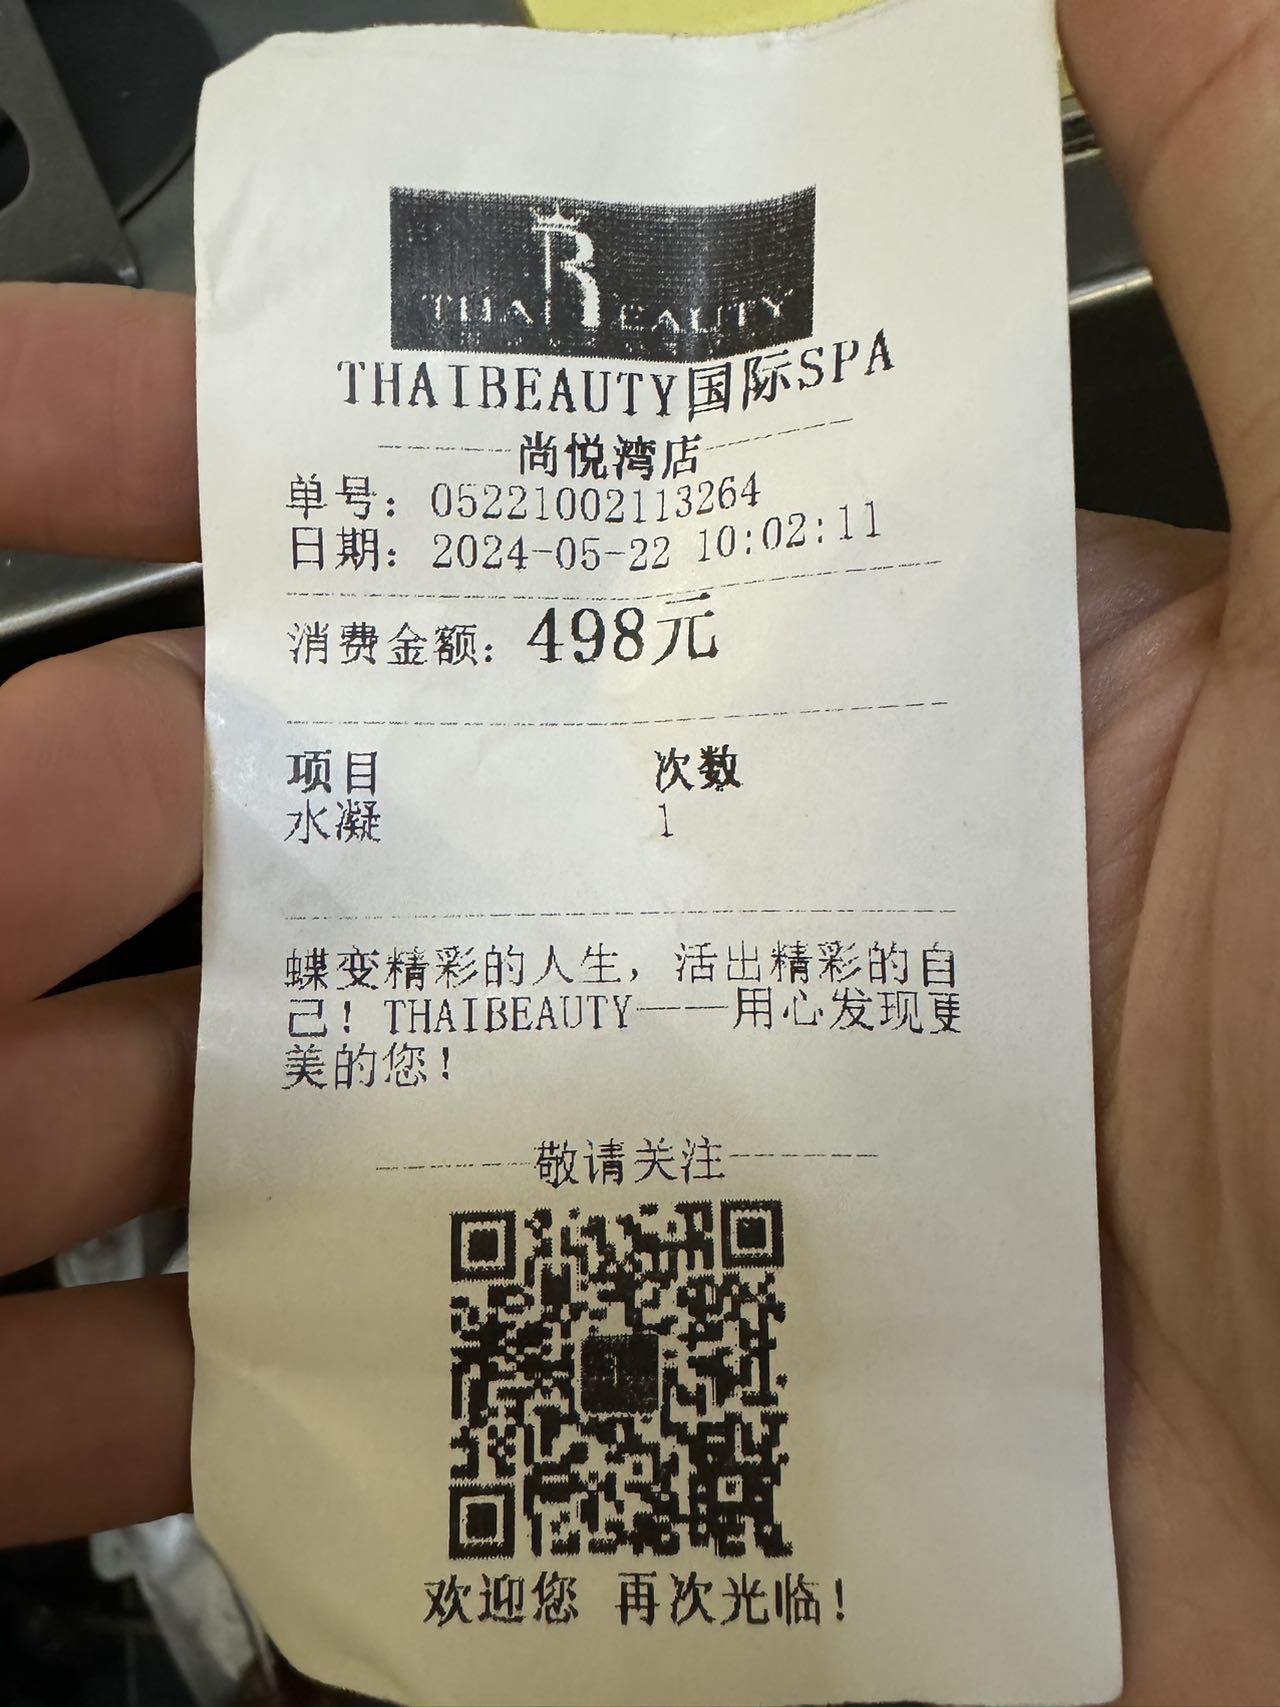 THAI BEAUTY
THAIBEAUTY国际SPA
尚悦湾店
单号: 05221002113264
日期: 2024-05-22 10:02:11
消费金额: 498元
项目 次数
水凝 1
蝶变精彩的人生，活出精彩的自
己！THAIBEAUTY——用心发现更
美的您！
敬请关注
欢迎您 再次光临！